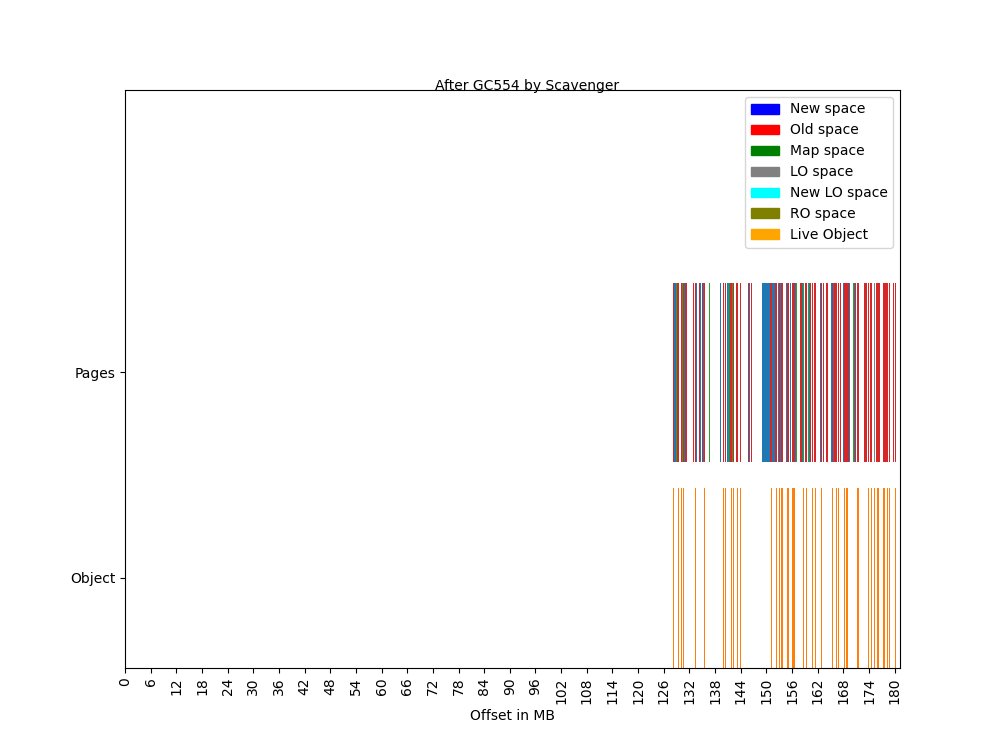 After GC554 by Scavenger
New space
Old space
Map space
LO space
New LO space
RO space
Live Object
Pages
Object
0 6 12 18 24 30 36 42 48 54 60 66 72 78 84 90 96 102 108 114 120 126 132 138 144 150 156 162 168 174 180
Offset in MB